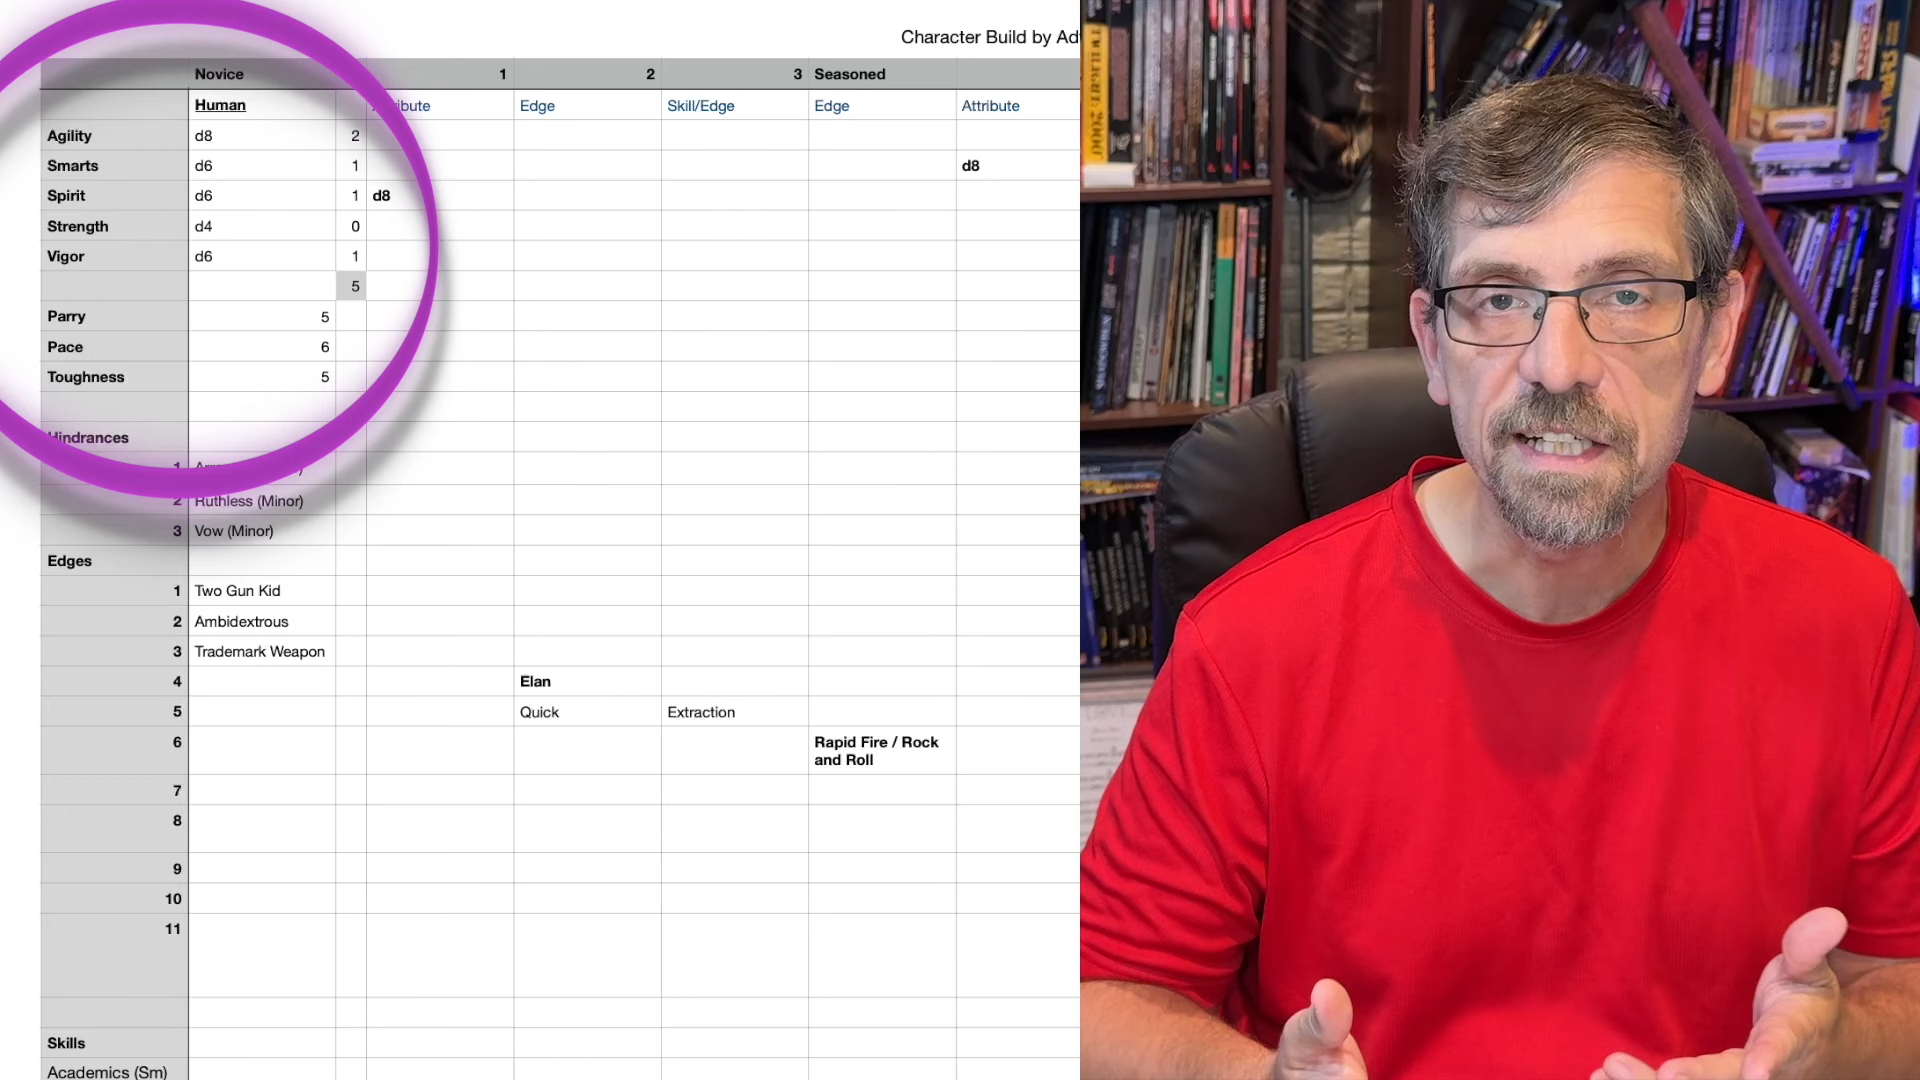 Character Build by Ad
Novice 1 2 3 Seasoned
Human ibute Edge Skill/Edge Edge Attribute
Agility d8 2
Smarts d6 1 d8
Spirit d6 1 d8
Strength d4 0
Vigor d6 1
5
Parry 5
Pace 6
Toughness 5
Hindrances
1
2 Ruthless (Minor)
3 Vow (Minor)
Edges
1 Two Gun Kid
2 Ambidextrous
3 Trademark Weapon
4 Elan
5 Quick Extraction
6 Rapid Fire / Rock
and Roll
7
8
9
10
11
Skills
Academics (Sm)